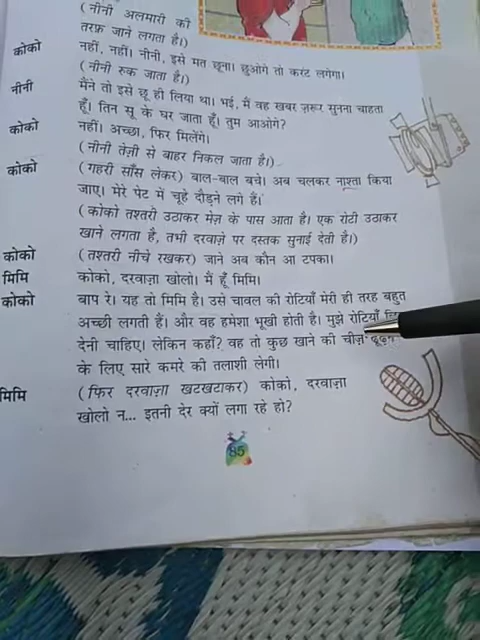 (नीनी अलमारी की
तरफ़ जाने लगता है।)
कोको नहीं, नहीं। नीनी, इसे मत छूना। छुओगे तो करंट लगेगा।
(नीनी रुक जाता है।)
नीनी मैंने तो इसे छू ही लिया था। भई, मैं वह खबर ज़रूर सुनना चाहता
हूँ। तिन सू के घर जाता हूँ। तुम आओगे?
कोको नहीं। अच्छा, फिर मिलेंगे।
(नीनी तेज़ी से बाहर निकल जाता है।)
कोको (गहरी साँस लेकर) बाल-बाल बचे। अब चलकर नाश्ता किया
जाए। मेरे पेट में चूहे दौड़ने लगे हैं।
(कोको तश्तरी उठाकर मेज़ के पास आता है। एक रोटी उठाकर
खाने लगता है, तभी दरवाज़े पर दस्तक सुनाई देती है।)
कोको (तश्तरी नीचे रखकर) जाने अब कौन आ टपका।
मिमि कोको, दरवाज़ा खोलो। मैं हूँ मिमि।
कोको बाप रे। यह तो मिमि है। उसे चावल की रोटियाँ मेरी ही तरह बहुत
अच्छी लगती हैं। और वह हमेशा भूखी होती है। मुझे रोटियाँ
देनी चाहिए। लेकिन कहाँ? वह तो कुछ खाने की चीज़
के लिए सारे कमरे की तलाशी लेगी।
मिमि (फिर दरवाज़ा खटखटाकर) कोको, दरवाज़ा
खोलो न... इतनी देर क्यों लगा रहे हो?
85